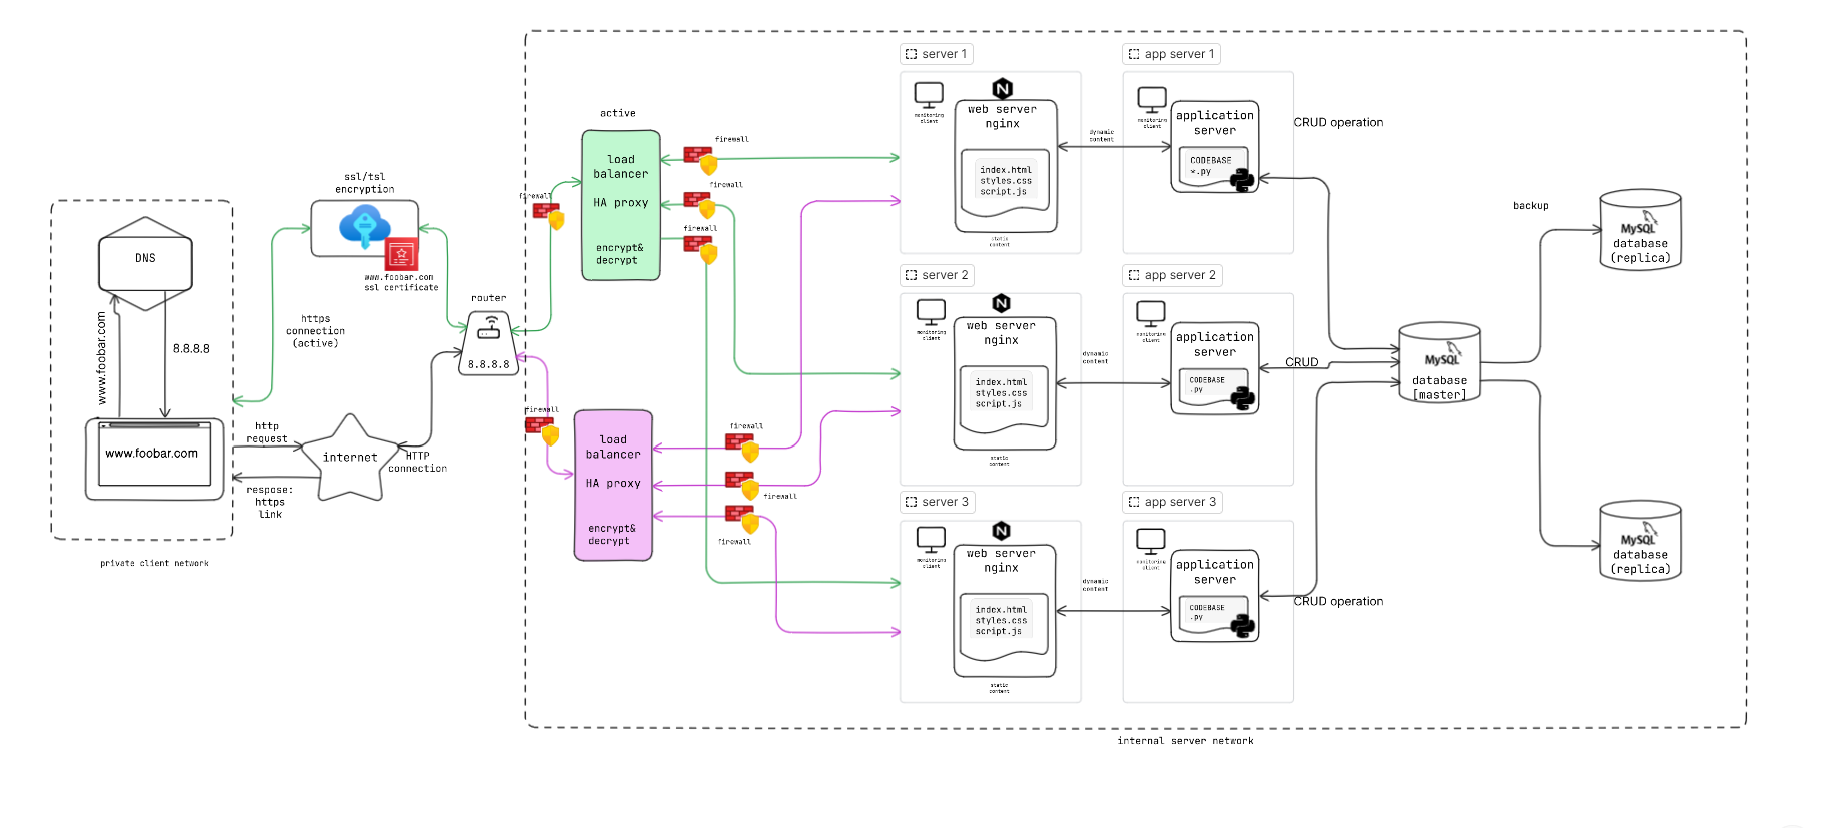 DNS
www.foobar.com
8.8.8.8
www.foobar.com
private client network
ssl/tsl
encryption
www.foobar.com
ssl certificate
https
connection
(active)
http
request
internet
respose:
https
link
HTTP
connection
router
8.8.8.8
firewall
firewall
active
load
balancer
HA proxy
encrypt&
decrypt
firewall
firewall
firewall
load
balancer
HA proxy
encrypt&
decrypt
firewall
firewall
firewall
server 1
monitoring
client
N
web server
nginx
index.html
styles.css
script.js
static
content
dynamic
content
app server 1
monitoring
client
application
server
CODEBASE
*.py
CRUD operation
server 2
monitoring
client
N
web server
nginx
index.html
styles.css
script.js
static
content
dynamic
content
app server 2
monitoring
client
application
server
CODEBASE
.py
CRUD
server 3
monitoring
client
N
web server
nginx
index.html
styles.css
script.js
static
content
dynamic
content
app server 3
monitoring
client
application
server
CODEBASE
.py
CRUD operation
MySQL
database
[master]
backup
MySQL
database
(replica)
MySQL
database
(replica)
internal server network